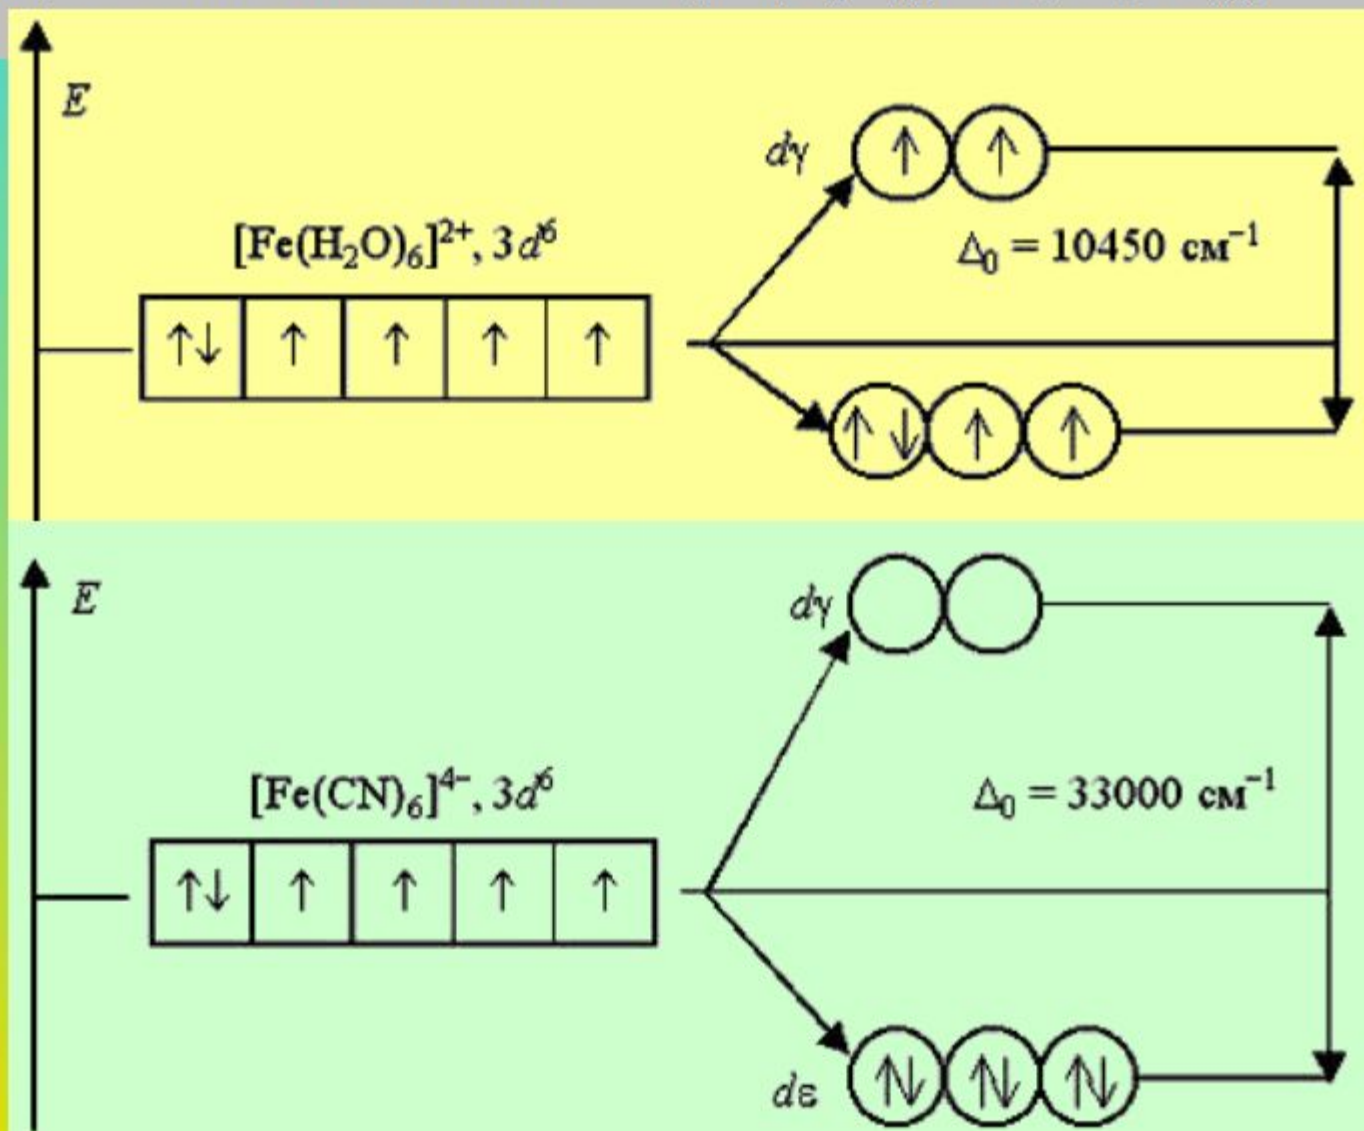 E
dγ
[Fe(H₂O)₆]²⁺, 3d⁶
Δ₀ = 10450 см⁻¹
↑↓ ↑ ↑ ↑ ↑
↑ ↑
↑↓ ↑ ↑
E
dγ
[Fe(CN)₆]⁴⁻, 3d⁶
Δ₀ = 33000 см⁻¹
↑↓ ↑ ↑ ↑ ↑
dε
↑↓ ↑↓ ↑↓